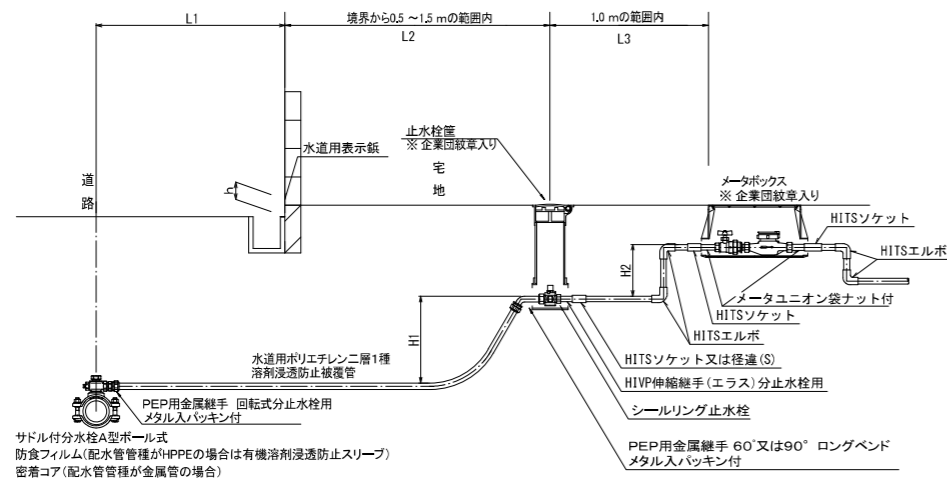 L1
境界から0.5 ～1.5 mの範囲内
L2
1.0 mの範囲内
L3
止水栓筐
※ 企業団紋章入り
水道用表示鋲
宅
地
道
路
h
メータボックス
※ 企業団紋章入り
HITSソケット
HITSエルボ
H2
メータユニオン袋ナット付
HITSソケット
HITSエルボ
H1
HITSソケット又は径違(S)
水道用ポリエチレン二層1種
溶剤浸透防止被覆管
HIVP伸縮継手(エラス)分止水栓用
シールリング止水栓
PEP用金属継手 回転式分止水栓用
メタル入パッキン付
サドル付分水栓A型ボール式
防食フィルム(配水管管種がHPPEの場合は有機溶剤浸透防止スリーブ)
密着コア(配水管管種が金属管の場合)
PEP用金属継手 60°又は90° ロングベンド
メタル入パッキン付